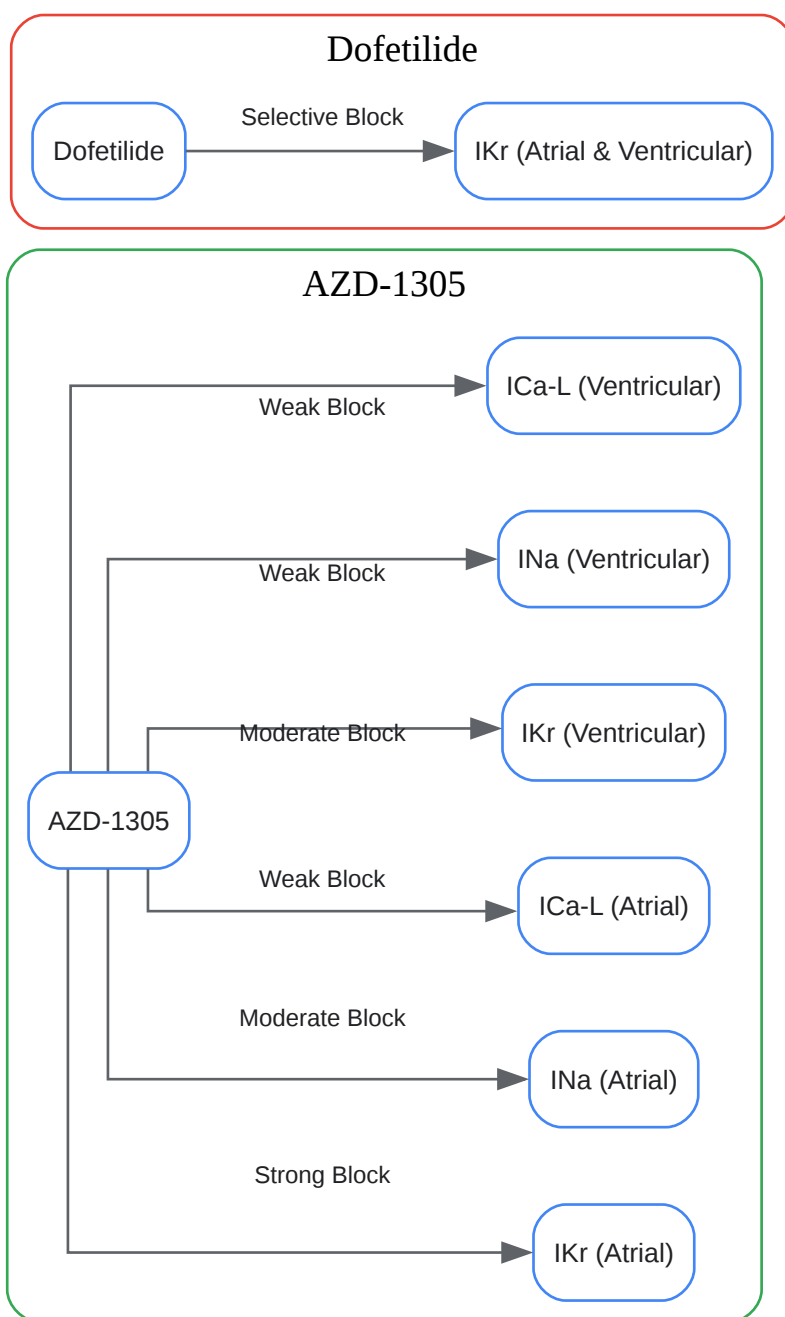 Dofetilide
Dofetilide
Selective Block
IKr (Atrial & Ventricular)
AZD-1305
ICa-L (Ventricular)
Weak Block
INa (Ventricular)
Weak Block
IKr (Ventricular)
Moderate Block
AZD-1305
Weak Block
ICa-L (Atrial)
Moderate Block
INa (Atrial)
Strong Block
IKr (Atrial)